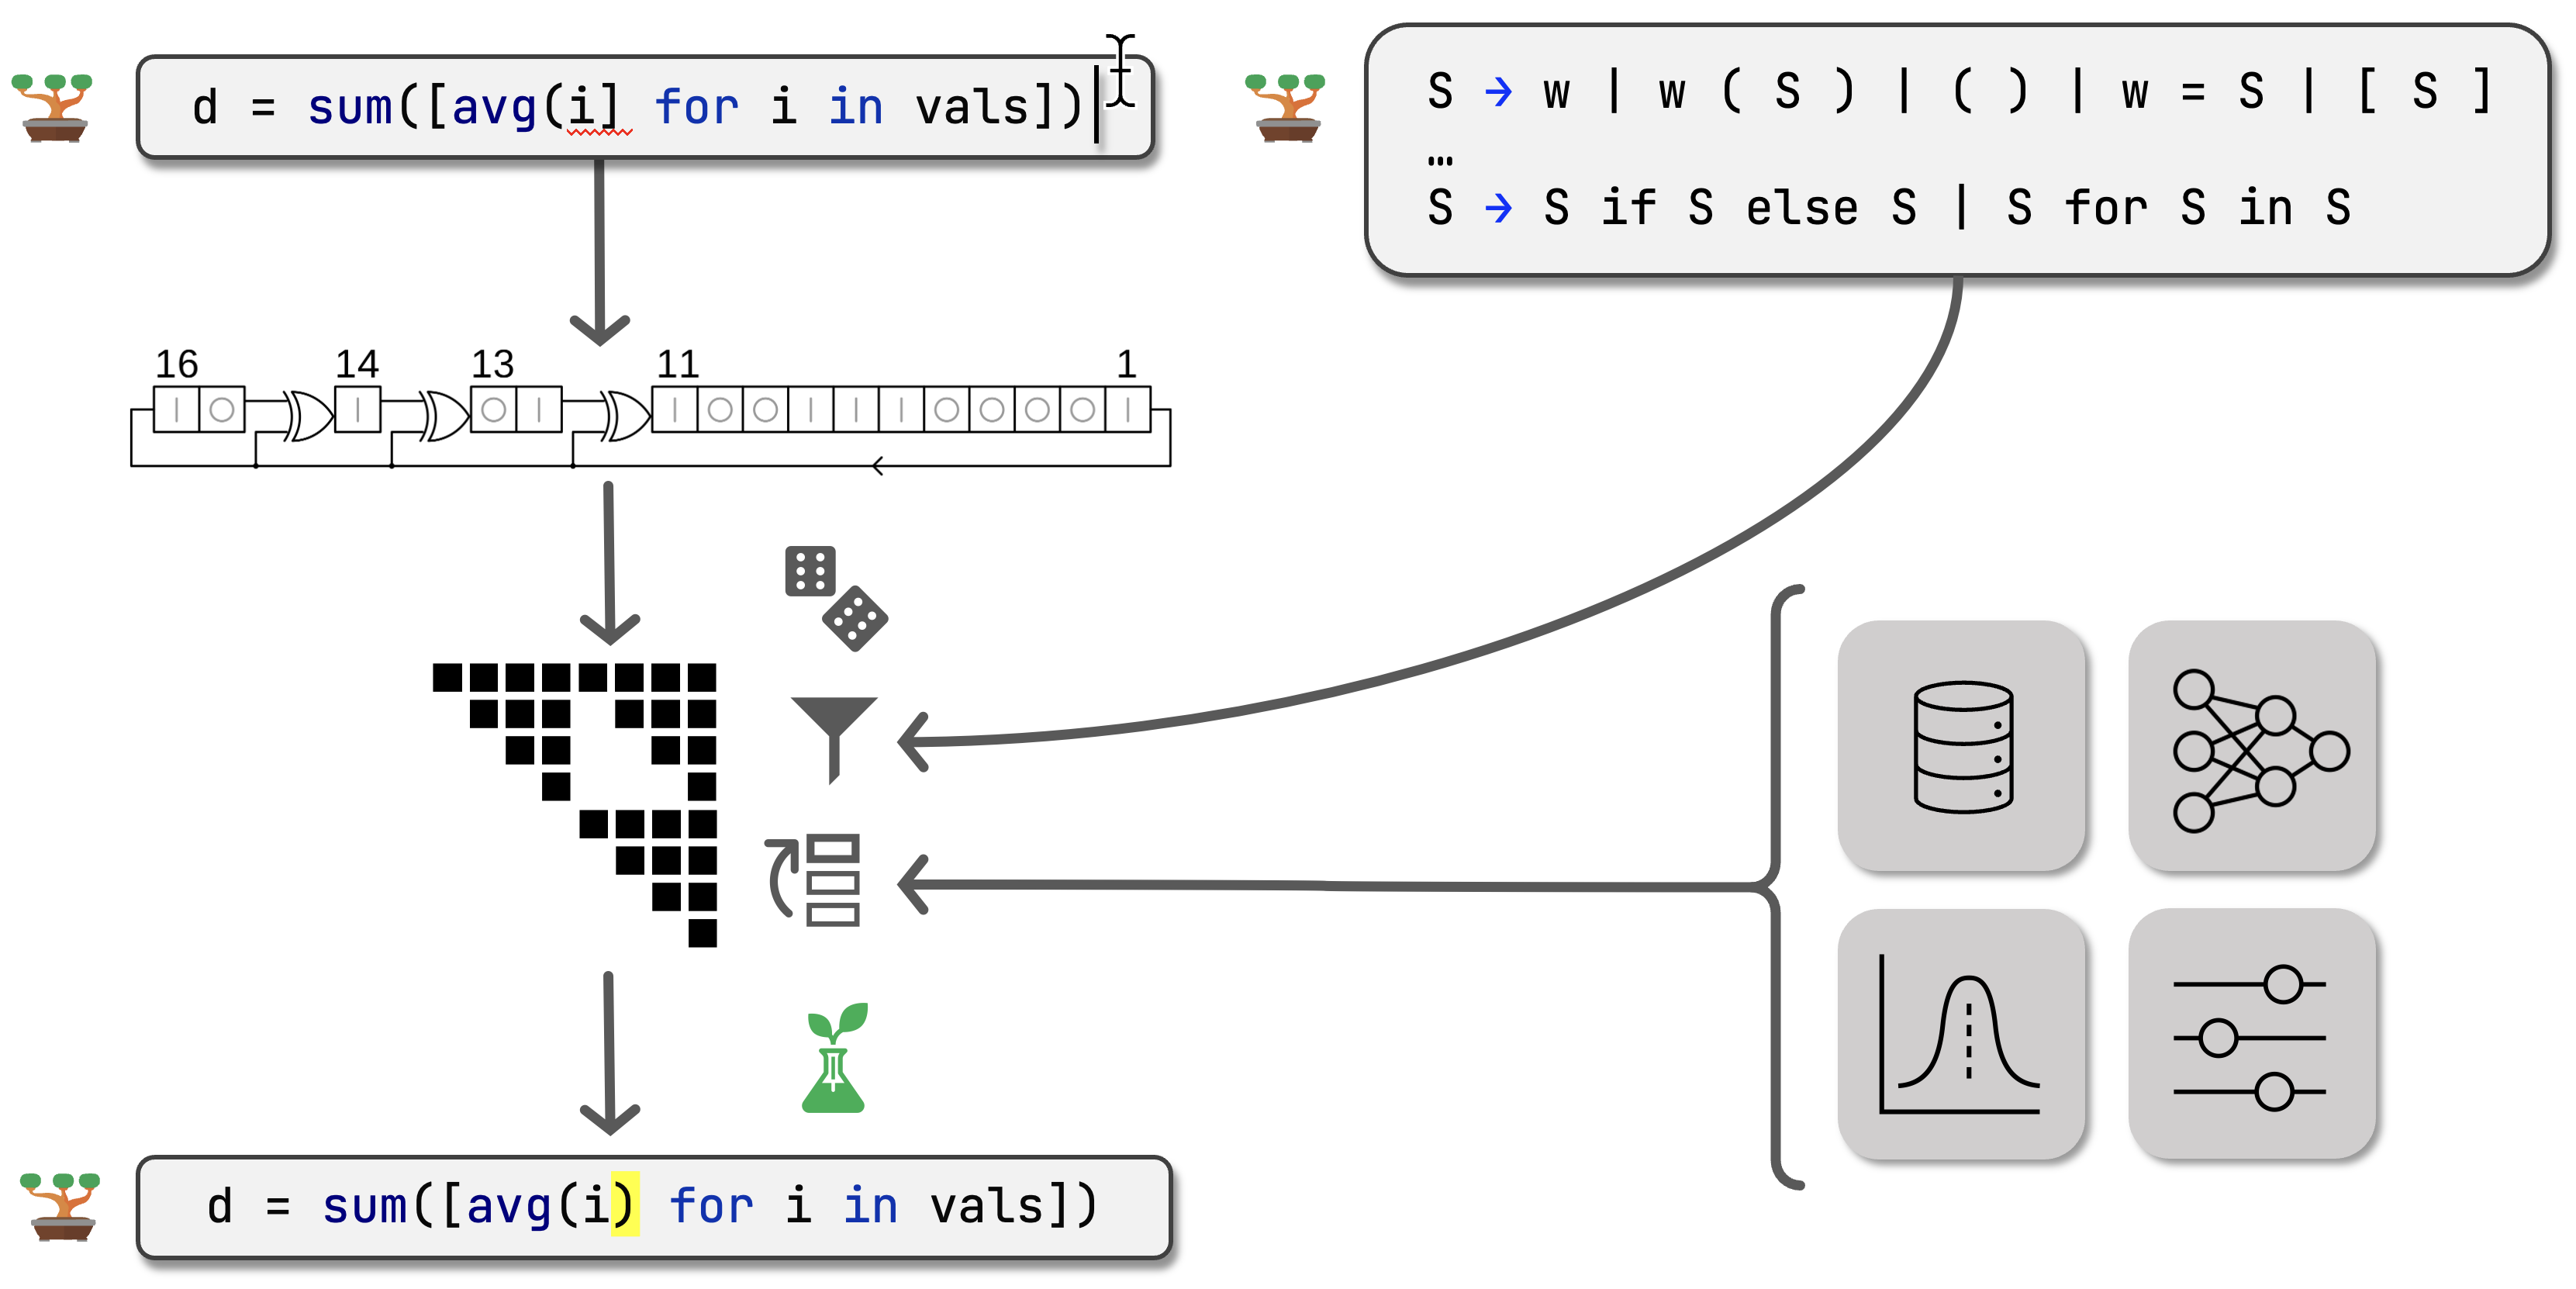 d = sum([avg(i] for i in vals])
S → w | w ( S ) | ( ) | w = S | [ S ]
…
S → S if S else S | S for S in S
16 14 13 11 1
| O | O | | O O | | | O O O O |
d = sum([avg(i) for i in vals])